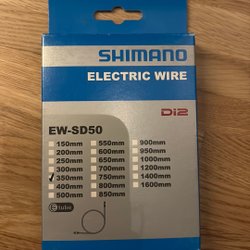 SHIMANO
ELECTRIC WIRE
Di2
EW-SD50
150mm 550mm 900mm
200mm 600mm 950mm
250mm 650mm 1000mm
300mm 700mm 1200mm
350mm 750mm 1400mm
400mm 800mm 1600mm
500mm 850mm
e tube